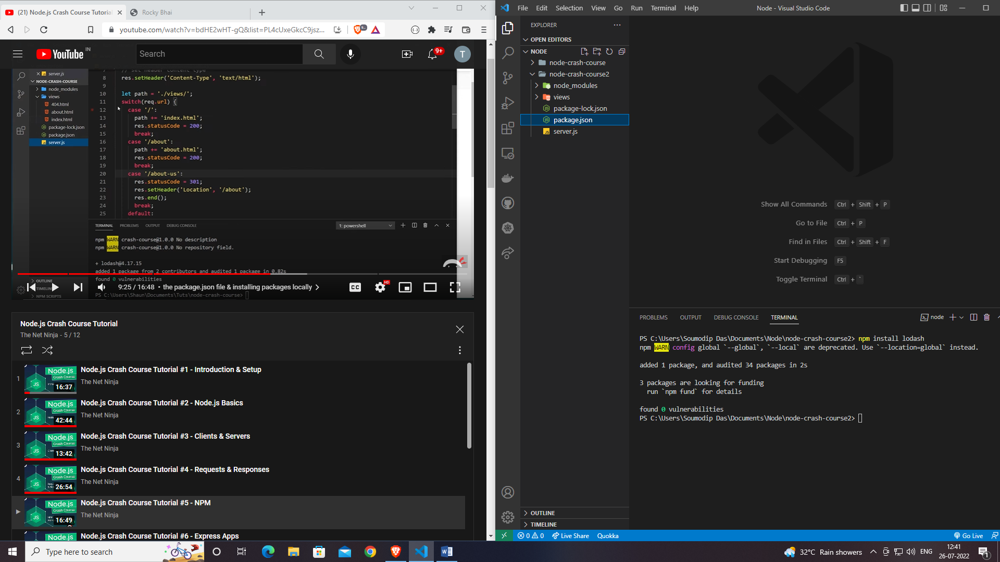 (21) Node.js Crash Course Tutorial
Rocky Bhai
youtube.com/watch?v=bdHE2wHT-gQ&list=PL4cUxeGkcC9jsz...
YouTube IN
Search
9+
T
server.js
NODE-CRASH-COURSE
node_modules
views
404.html
about.html
index.html
package-lock.json
package.json
server.js
OUTLINE
NPM SCRIPTS
7 // set header content type
8 res.setHeader('Content-Type', 'text/html');
9
10 let path = './views/';
11 switch(req.url) {
12 case '/':
13 path += 'index.html';
14 res.statusCode = 200;
15 break;
16 case '/about':
17 path += 'about.html';
18 res.statusCode = 200;
19 break;
20 case '/about-us':
21 res.statusCode = 301;
22 res.setHeader('Location', '/about');
23 res.end();
24 break;
25 default:
TERMINAL PROBLEMS OUTPUT DEBUG CONSOLE 1: powershell
npm WARN crash-course@1.0.0 No description
npm WARN crash-course@1.0.0 No repository field.
+ lodash@4.17.15
added 1 package from 2 contributors and audited 1 package in 0.82s
found 0 vulnerabilities
PS C:\Users\Shaun\Documents\Tuts\node-crash-course>
9:25 / 16:48 • the package.json file & installing packages locally
CC HD
Node.js Crash Course Tutorial
The Net Ninja - 5 / 12
1 Node.js Crash Course JS 16:37
Node.js Crash Course Tutorial #1 - Introduction & Setup
The Net Ninja
2 Node.js Crash Course JS 42:44
Node.js Crash Course Tutorial #2 - Node.js Basics
The Net Ninja
3 Node.js Crash Course JS 13:42
Node.js Crash Course Tutorial #3 - Clients & Servers
The Net Ninja
4 Node.js Crash Course JS 26:54
Node.js Crash Course Tutorial #4 - Requests & Responses
The Net Ninja
Node.js Crash Course JS 16:49
Node.js Crash Course Tutorial #5 - NPM
The Net Ninja
Node.js
Node.js Crash Course Tutorial #6 - Express Apps
File Edit Selection View Go Run Terminal Help
Node - Visual Studio Code
EXPLORER
OPEN EDITORS
NODE
node-crash-course
node-crash-course2
node_modules
views
package-lock.json
package.json
JS server.js
OUTLINE
TIMELINE
Show All Commands Ctrl + Shift + P
Go to File Ctrl + P
Find in Files Ctrl + Shift + F
Start Debugging F5
Toggle Terminal Ctrl + `
PROBLEMS OUTPUT DEBUG CONSOLE TERMINAL node
PS C:\Users\Soumodip Das\Documents\Node\node-crash-course2> npm install lodash
npm WARN config global `--global`, `--local` are deprecated. Use `--location=global` instead.
added 1 package, and audited 34 packages in 2s
3 packages are looking for funding
run `npm fund` for details
found 0 vulnerabilities
PS C:\Users\Soumodip Das\Documents\Node\node-crash-course2>
0 0 Live Share Quokka Go Live
Type here to search
32°C Rain showers ENG 12:41
26-07-2022 1